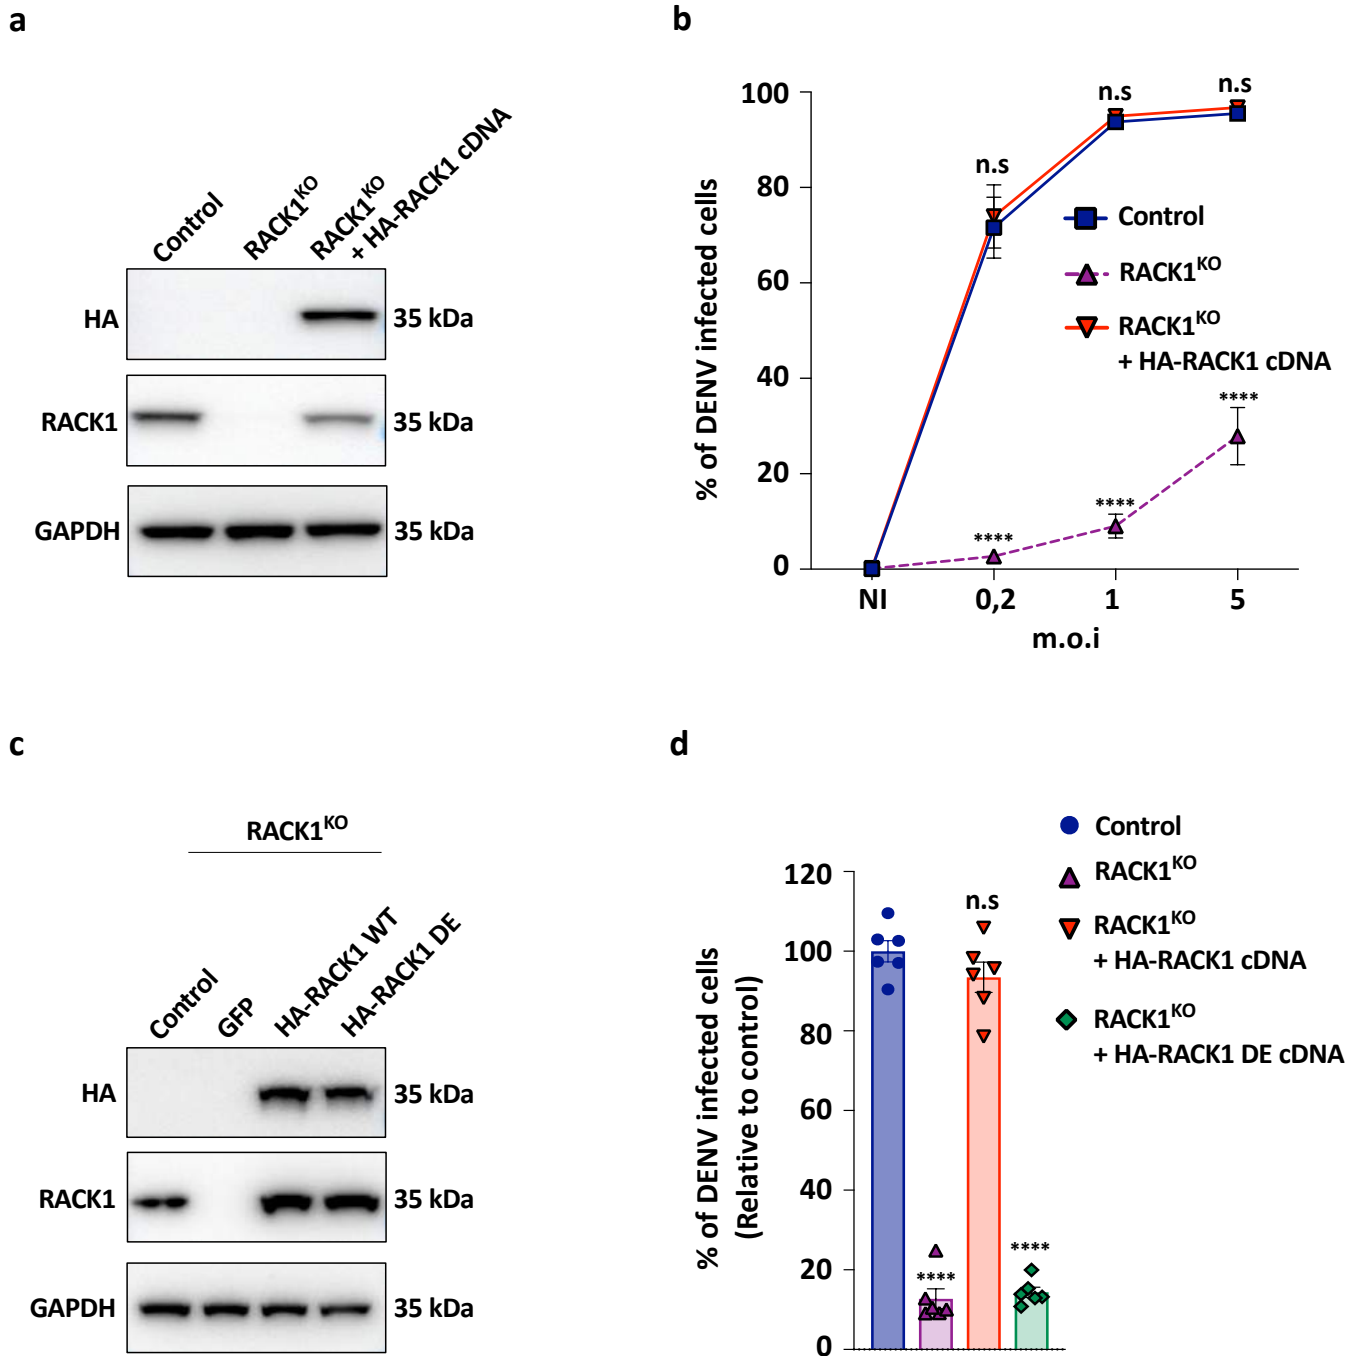 a
Control
RACK1KO
RACK1KO
+ HA-RACK1 cDNA
HA
35 kDa
RACK1
35 kDa
GAPDH
35 kDa
b
% of DENV infected cells
100
80
60
40
20
0
n.s
n.s
n.s
****
****
****
Control
RACK1KO
RACK1KO
+ HA-RACK1 cDNA
NI
0,2
1
5
m.o.i
c
RACK1KO
Control
GFP
HA-RACK1 WT
HA-RACK1 DE
HA
35 kDa
RACK1
35 kDa
GAPDH
35 kDa
d
% of DENV infected cells
(Relative to control)
120
100
80
60
40
20
0
****
n.s
****
Control
RACK1KO
RACK1KO
+ HA-RACK1 cDNA
RACK1KO
+ HA-RACK1 DE cDNA